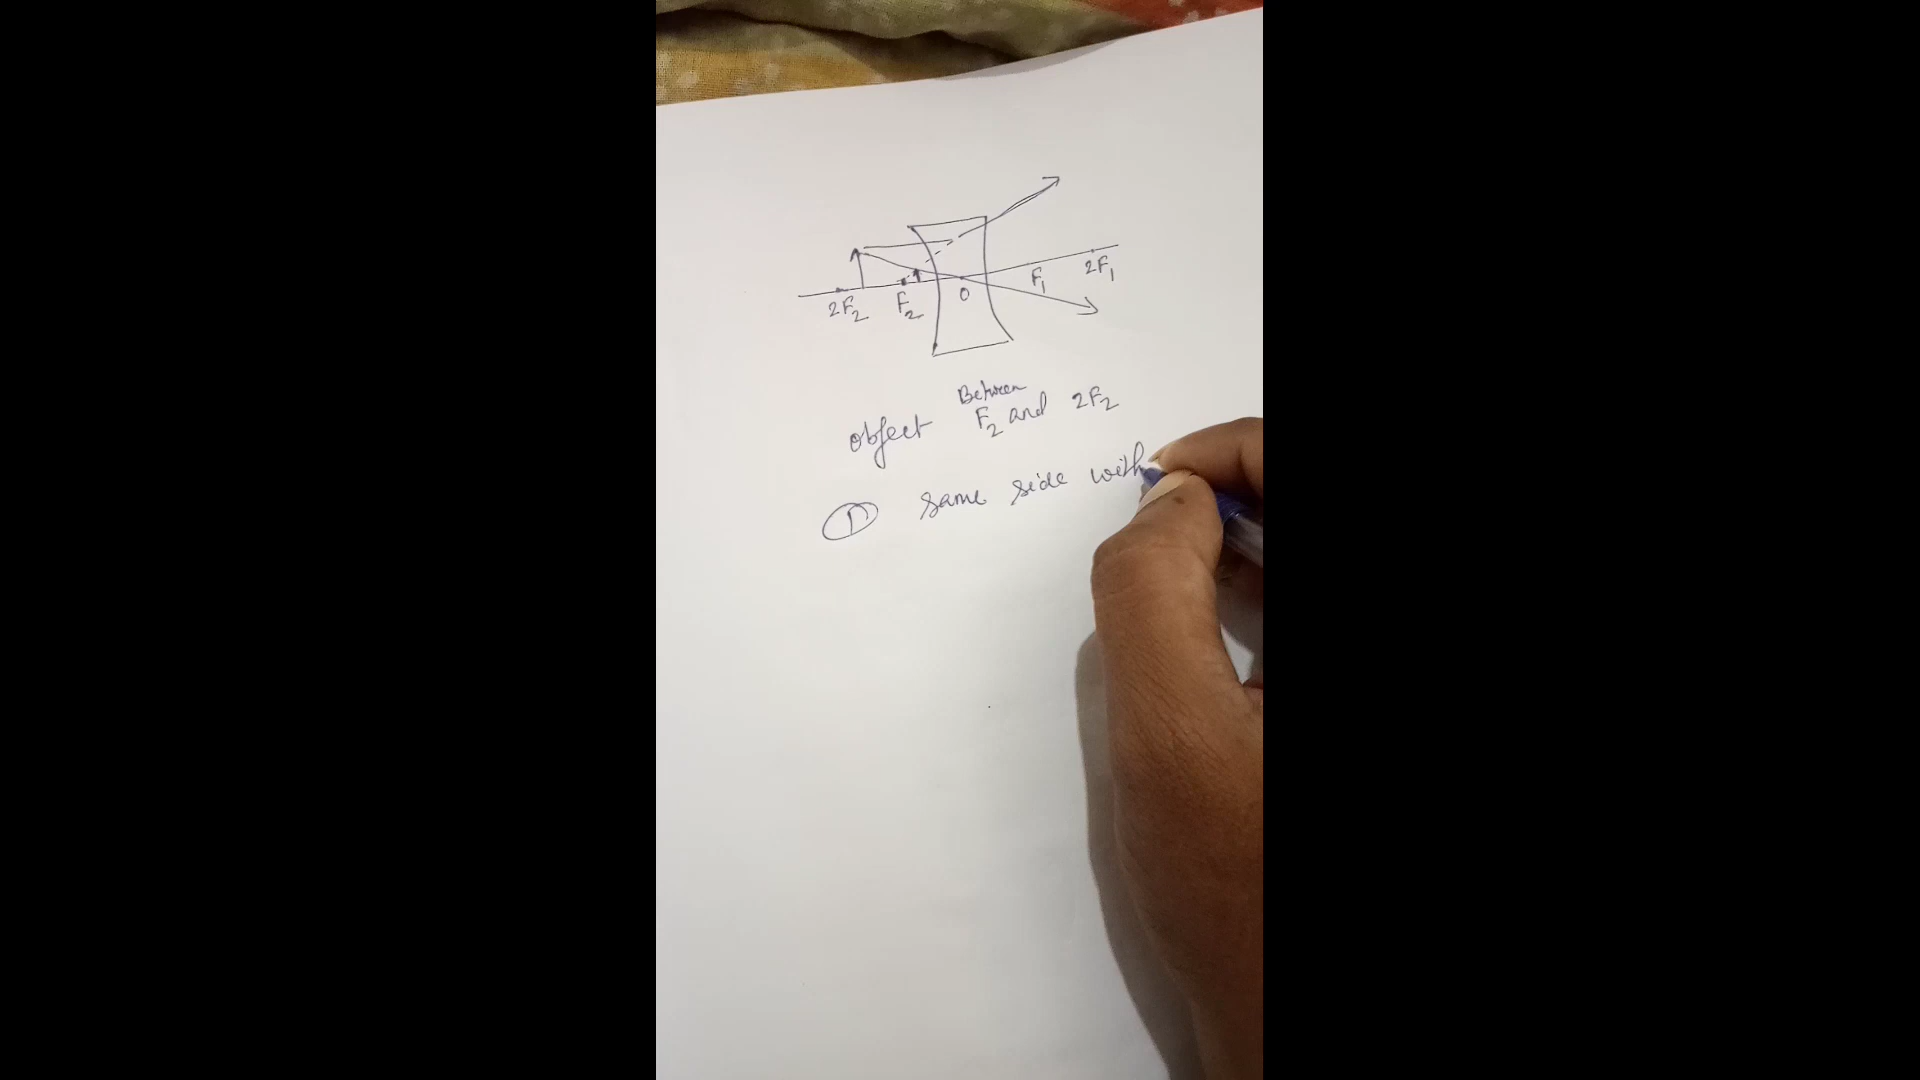 2F2 F2 O F1 2F1
Between
object F2 and 2F2
① same side with